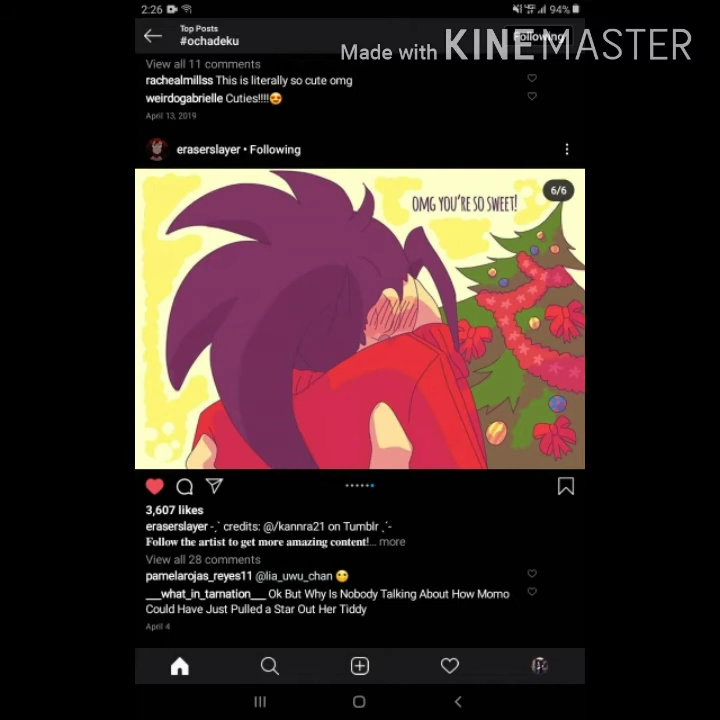 2:26
94%
Top Posts
#ochadeku
Following
Made with KINEMASTER
View all 11 comments
rachealmillss This is literally so cute omg
weirdogabrielle Cuties!!!!😍
April 13, 2019
eraserslayer • Following
6/6
OMG YOU'RE SO SWEET!
3,607 likes
eraserslayer -ˏˋ credits: @/kannra21 on Tumblr ˎˊ-
Follow the artist to get more amazing content!... more
View all 28 comments
pamelarojas_reyes11 @lia_uwu_chan 😬
___what_in_tarnation___ Ok But Why Is Nobody Talking About How Momo
Could Have Just Pulled a Star Out Her Tiddy
April 4